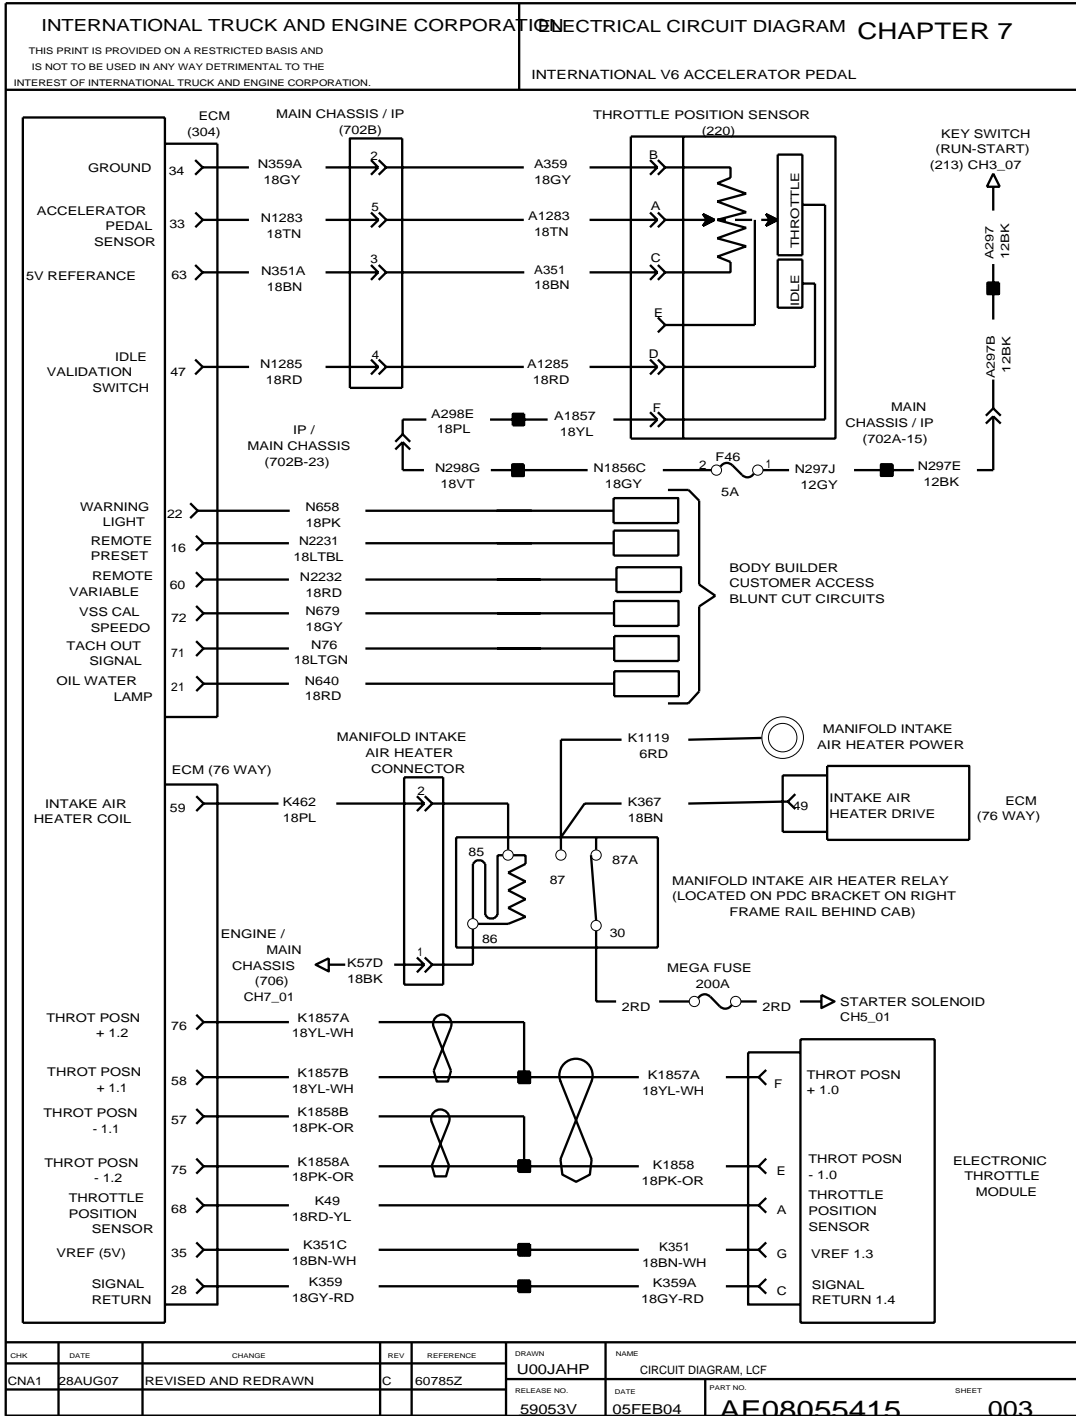 INTERNATIONAL TRUCK AND ENGINE CORPORATION
THIS PRINT IS PROVIDED ON A RESTRICTED BASIS AND
IS NOT TO BE USED IN ANY WAY DETRIMENTAL TO THE
INTEREST OF INTERNATIONAL TRUCK AND ENGINE CORPORATION.
ELECTRICAL CIRCUIT DIAGRAM CHAPTER 7
INTERNATIONAL V6 ACCELERATOR PEDAL
ECM
(304)
MAIN CHASSIS / IP
(702B)
THROTTLE POSITION SENSOR
(220)
KEY SWITCH
(RUN-START)
(213) CH3_07
GROUND
34
N359A
18GY
2
A359
18GY
B
ACCELERATOR
PEDAL
SENSOR
33
N1283
18TN
5
A1283
18TN
A
THROTTLE
A297
12BK
5V REFERANCE
63
N351A
18BN
3
A351
18BN
C
IDLE
E
IDLE
VALIDATION
SWITCH
47
N1285
18RD
4
A1285
18RD
D
A297B
12BK
IP /
MAIN CHASSIS
(702B-23)
A298E
18PL
A1857
18YL
F
MAIN
CHASSIS / IP
(702A-15)
N298G
18VT
N1856C
18GY
2
F46
1
5A
N297J
12GY
N297E
12BK
WARNING
LIGHT
22
N658
18PK
REMOTE
PRESET
16
N2231
18LTBL
REMOTE
VARIABLE
60
N2232
18RD
VSS CAL
SPEEDO
72
N679
18GY
TACH OUT
SIGNAL
71
N76
18LTGN
OIL WATER
LAMP
21
N640
18RD
BODY BUILDER
CUSTOMER ACCESS
BLUNT CUT CIRCUITS
MANIFOLD INTAKE
AIR HEATER
CONNECTOR
K1119
6RD
MANIFOLD INTAKE
AIR HEATER POWER
ECM (76 WAY)
INTAKE AIR
HEATER COIL
59
K462
18PL
2
K367
18BN
49
INTAKE AIR
HEATER DRIVE
ECM
(76 WAY)
85
87
87A
86
30
MANIFOLD INTAKE AIR HEATER RELAY
(LOCATED ON PDC BRACKET ON RIGHT
FRAME RAIL BEHIND CAB)
ENGINE /
MAIN
CHASSIS
(706)
CH7_01
K57D
18BK
1
MEGA FUSE
200A
2RD
2RD
STARTER SOLENOID
CH5_01
THROT POSN
+ 1.2
76
K1857A
18YL-WH
THROT POSN
+ 1.1
58
K1857B
18YL-WH
K1857A
18YL-WH
F
THROT POSN
+ 1.0
THROT POSN
- 1.1
57
K1858B
18PK-OR
THROT POSN
- 1.2
75
K1858A
18PK-OR
K1858
18PK-OR
E
THROT POSN
- 1.0
ELECTRONIC
THROTTLE
MODULE
THROTTLE
POSITION
SENSOR
68
K49
18RD-YL
A
THROTTLE
POSITION
SENSOR
VREF (5V)
35
K351C
18BN-WH
K351
18BN-WH
G
VREF 1.3
SIGNAL
RETURN
28
K359
18GY-RD
K359A
18GY-RD
C
SIGNAL
RETURN 1.4
CHK DATE CHANGE REV REFERENCE
CNA1 28AUG07 REVISED AND REDRAWN C 60785Z
DRAWN
U00JAHP
NAME
CIRCUIT DIAGRAM, LCF
RELEASE NO.
59053V
DATE
05FEB04
PART NO.
AE08055415
SHEET
003